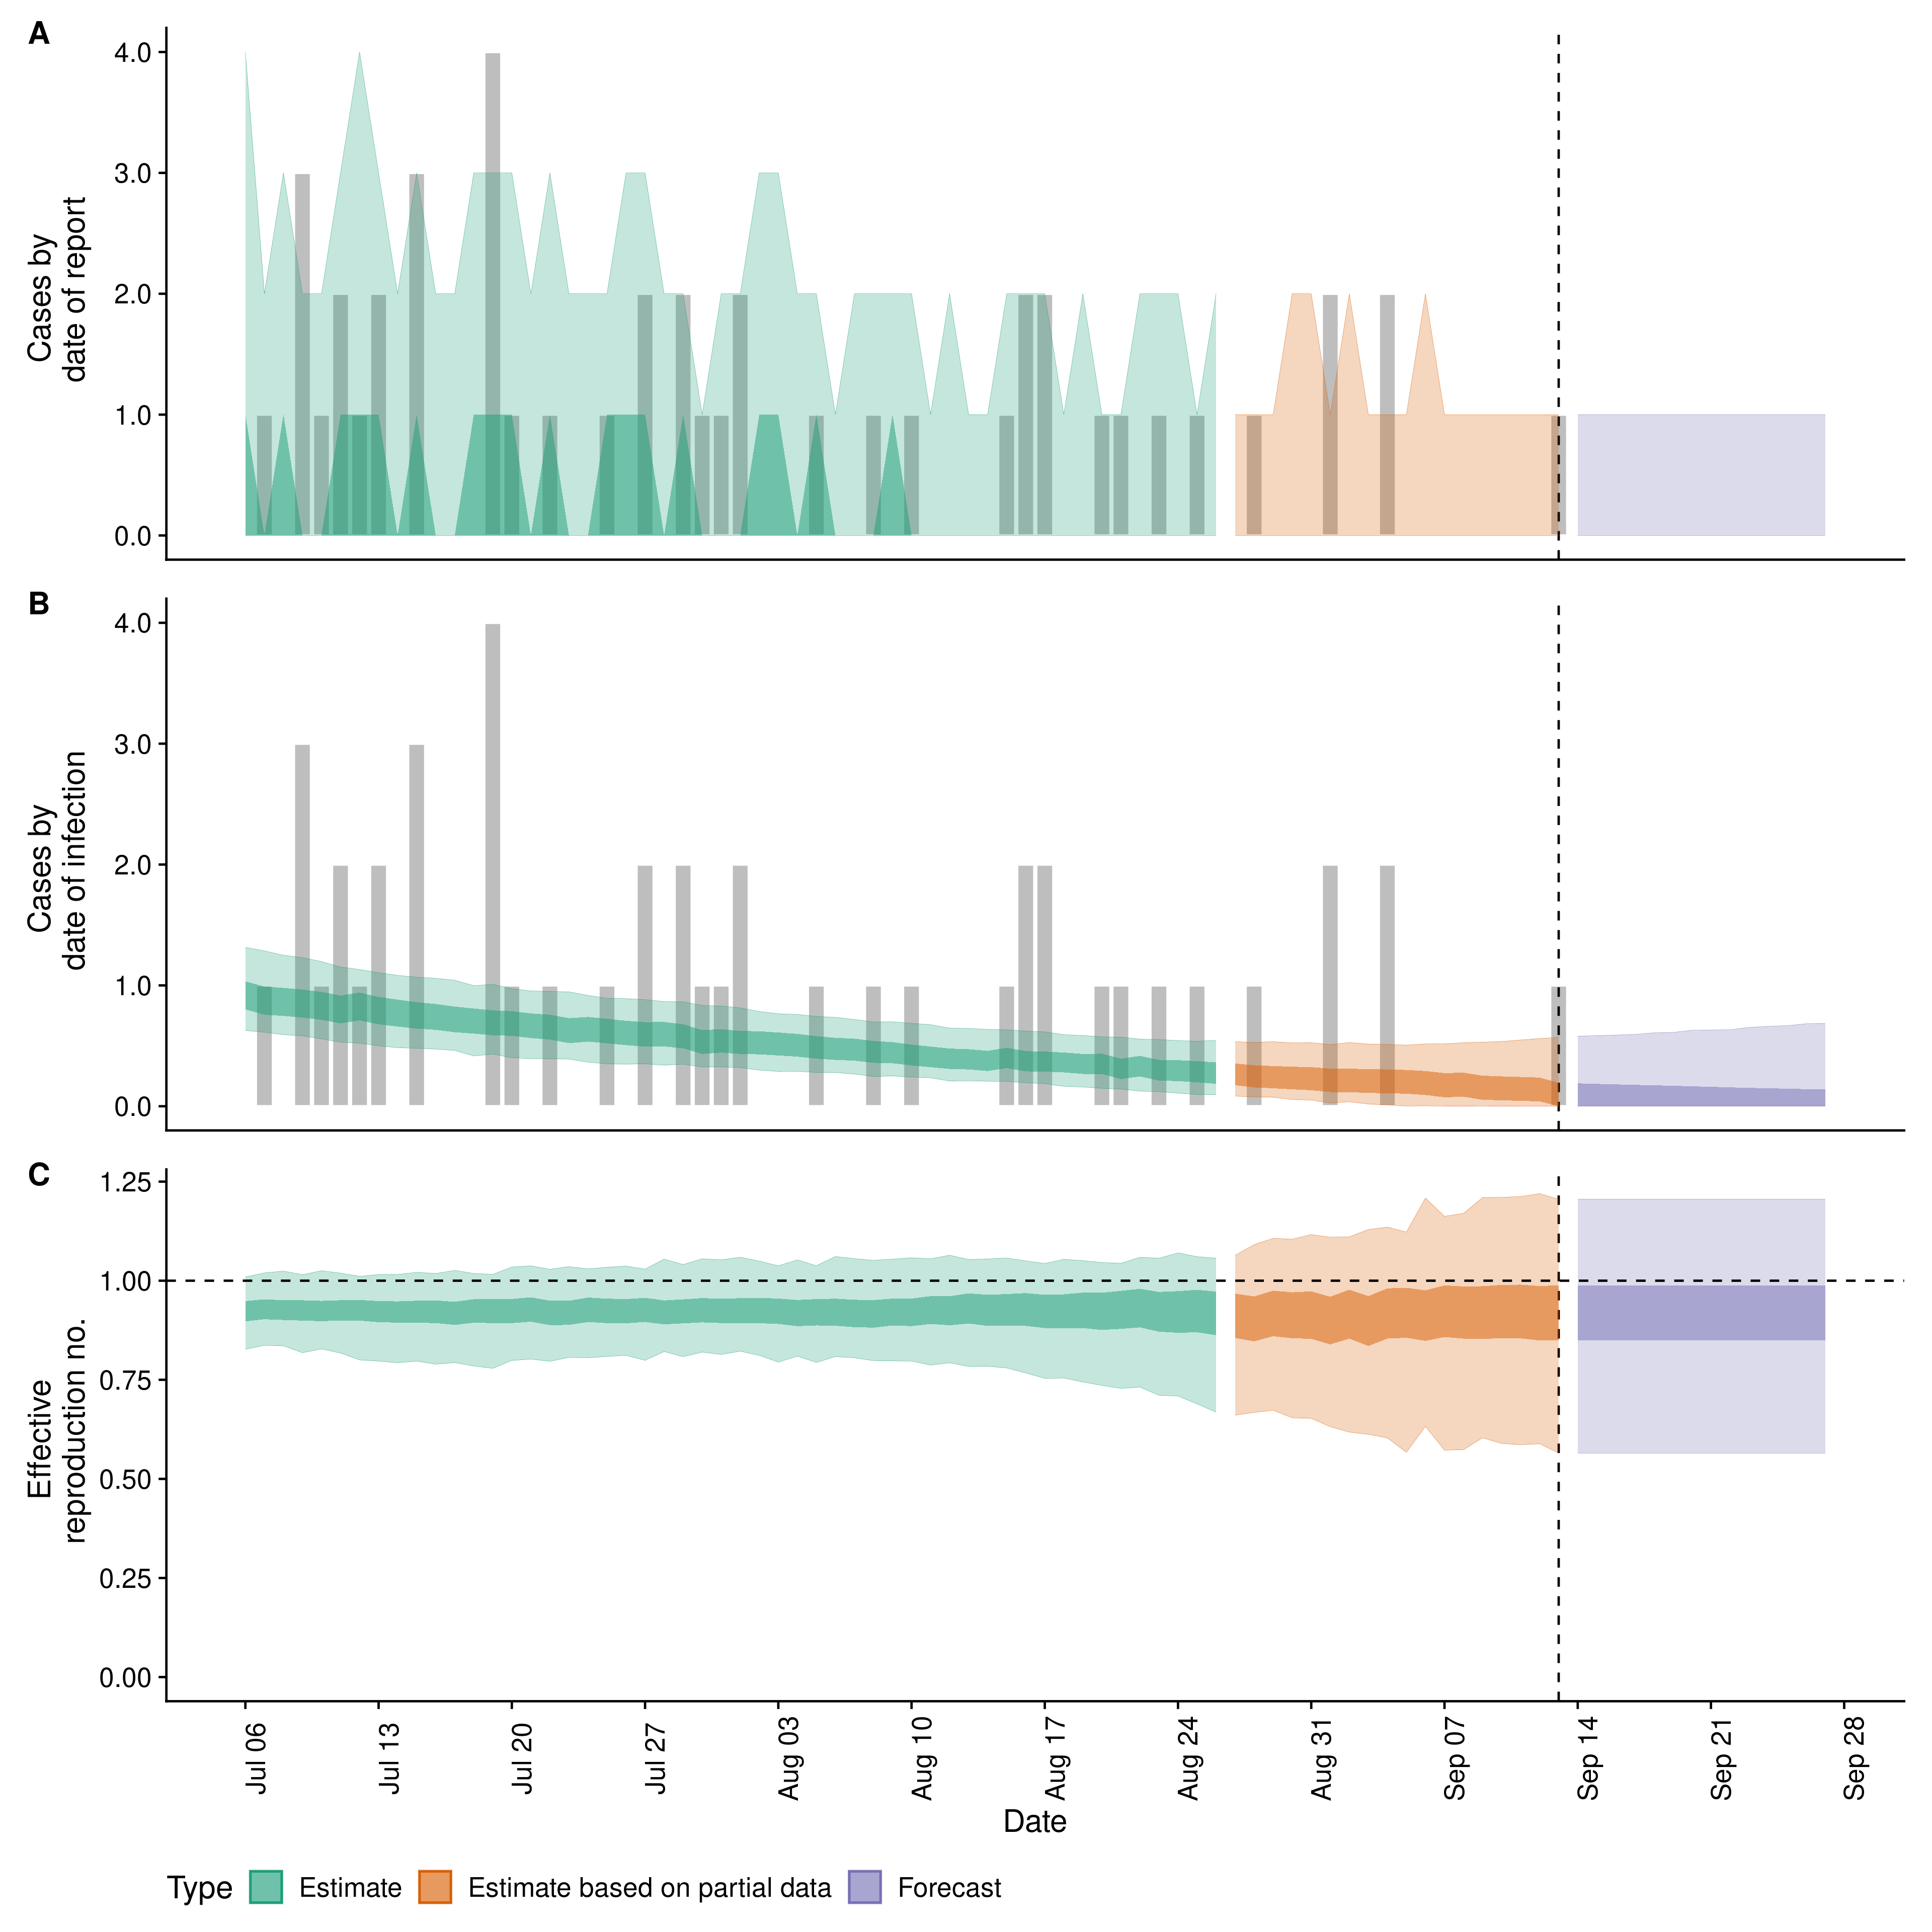 A
4.0
3.0
2.0
1.0
0.0
Cases by
date of report
B
4.0
3.0
2.0
1.0
0.0
Cases by
date of infection
C
1.25
1.00
0.75
0.50
0.25
0.00
Effective
reproduction no.
Jul 06
Jul 13
Jul 20
Jul 27
Aug 03
Aug 10
Aug 17
Aug 24
Aug 31
Sep 07
Sep 14
Sep 21
Sep 28
Date
Type Estimate Estimate based on partial data Forecast